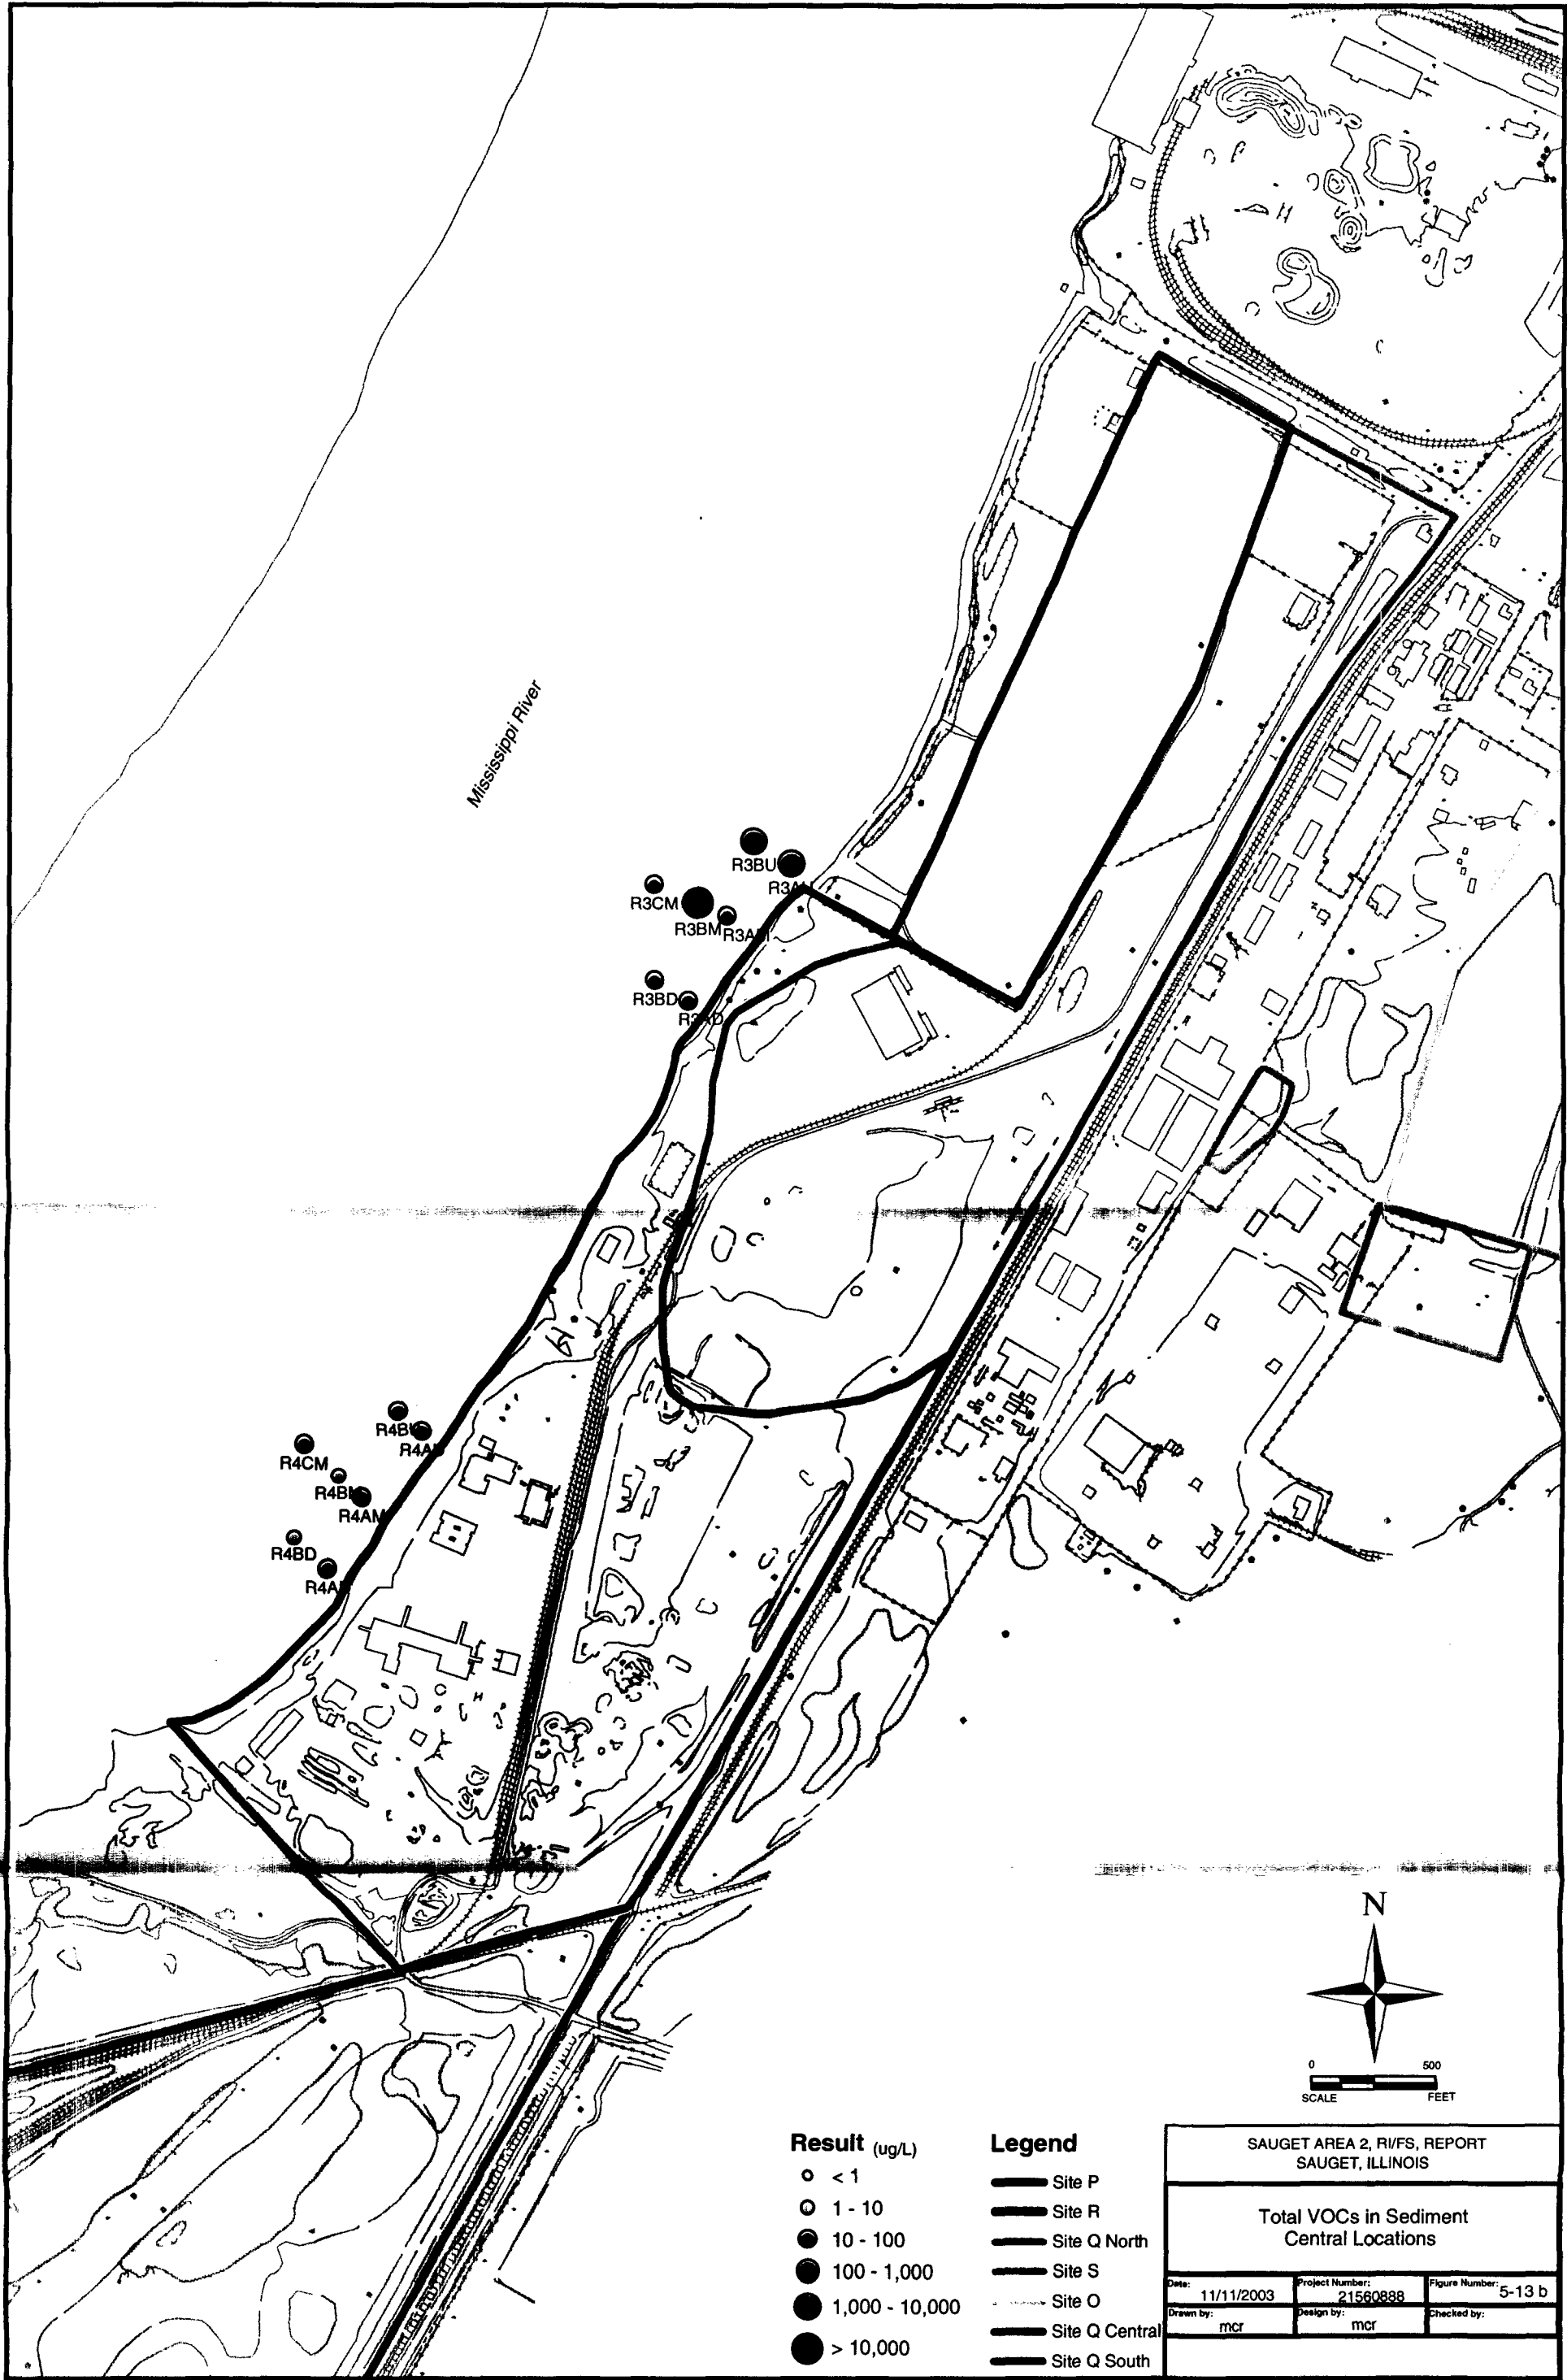 Mississippi River
R3BU
R3CM
R3BM
R3BD
R4CM
R4AM
R4BD
N
0 500
SCALE FEET
Result (ug/L)
< 1
1 - 10
10 - 100
100 - 1,000
1,000 - 10,000
> 10,000
Legend
Site P
Site R
Site Q North
Site S
Site O
Site Q Central
Site Q South
SAUGET AREA 2, RI/FS, REPORT
SAUGET, ILLINOIS
Total VOCs in Sediment
Central Locations
Date: 11/11/2003
Project Number: 21560888
Figure Number: 5-13 b
Drawn by: mcr
Design by: mcr
Checked by: